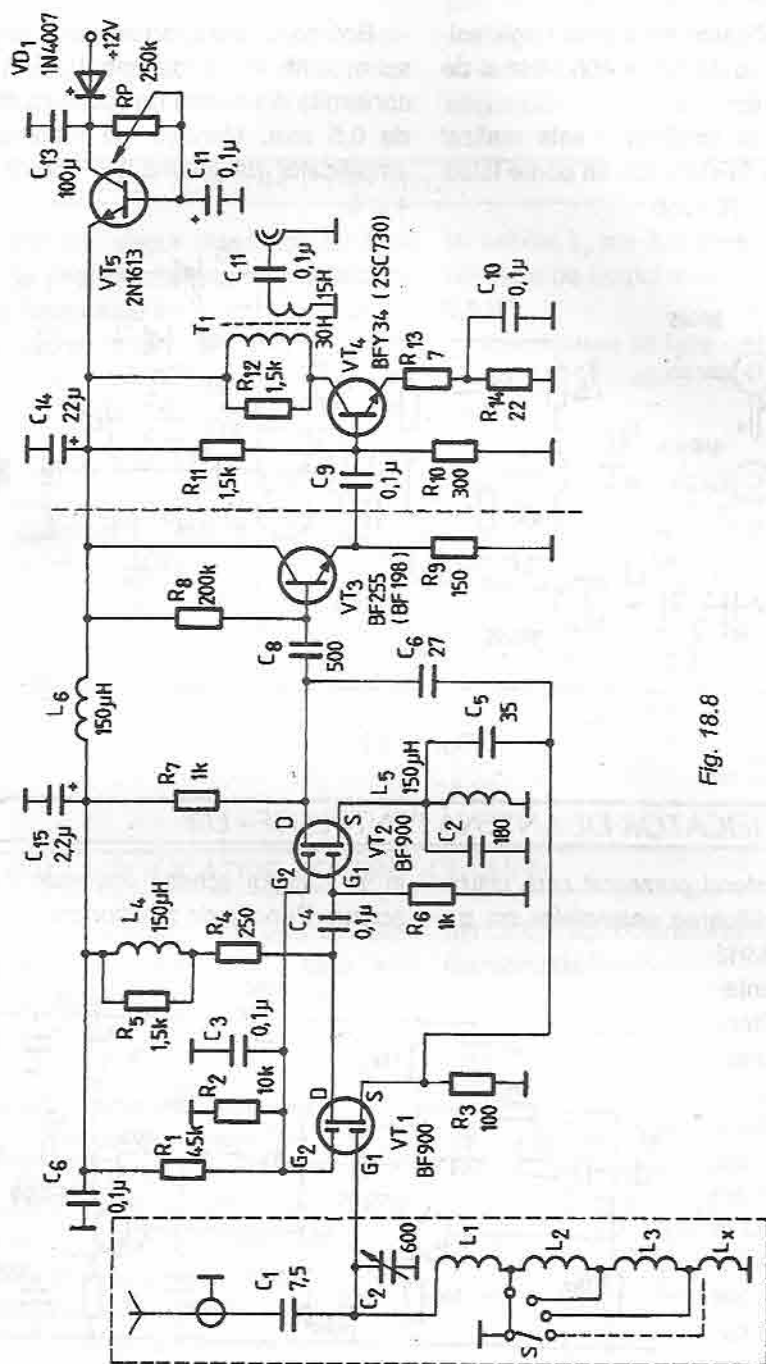 C6
0,1µ
R1
45k
R2
10k
C3
0,1µ
R5
1,5k
L4
150µH
R4
250
C15
2,2µ
R7
1k
L6
150µH
R8
200k
C14
22µ
R11
1,5k
R12
1,5k
T1
30H
15N
C11
0,1µ
VT5
2N1613
C13
100µ
RP
250k
VD1
1N4007
+12V
C11
0,1µ
C1
7,5
C2
600
G2
G1
D
S
VT1
BF900
R3
100
C4
0,1µ
G2
G1
D
S
VT2
BF900
R6
1k
C2
180
L5
150µH
C5
35
C6
27
C8
500
VT3
BF255
(BF198)
R9
150
C9
0,1µ
R10
300
VT4
BFY34 (2SC730)
R13
7
R14
22
C10
0,1µ
S
L1
L2
L3
Lx
Fig. 18.8